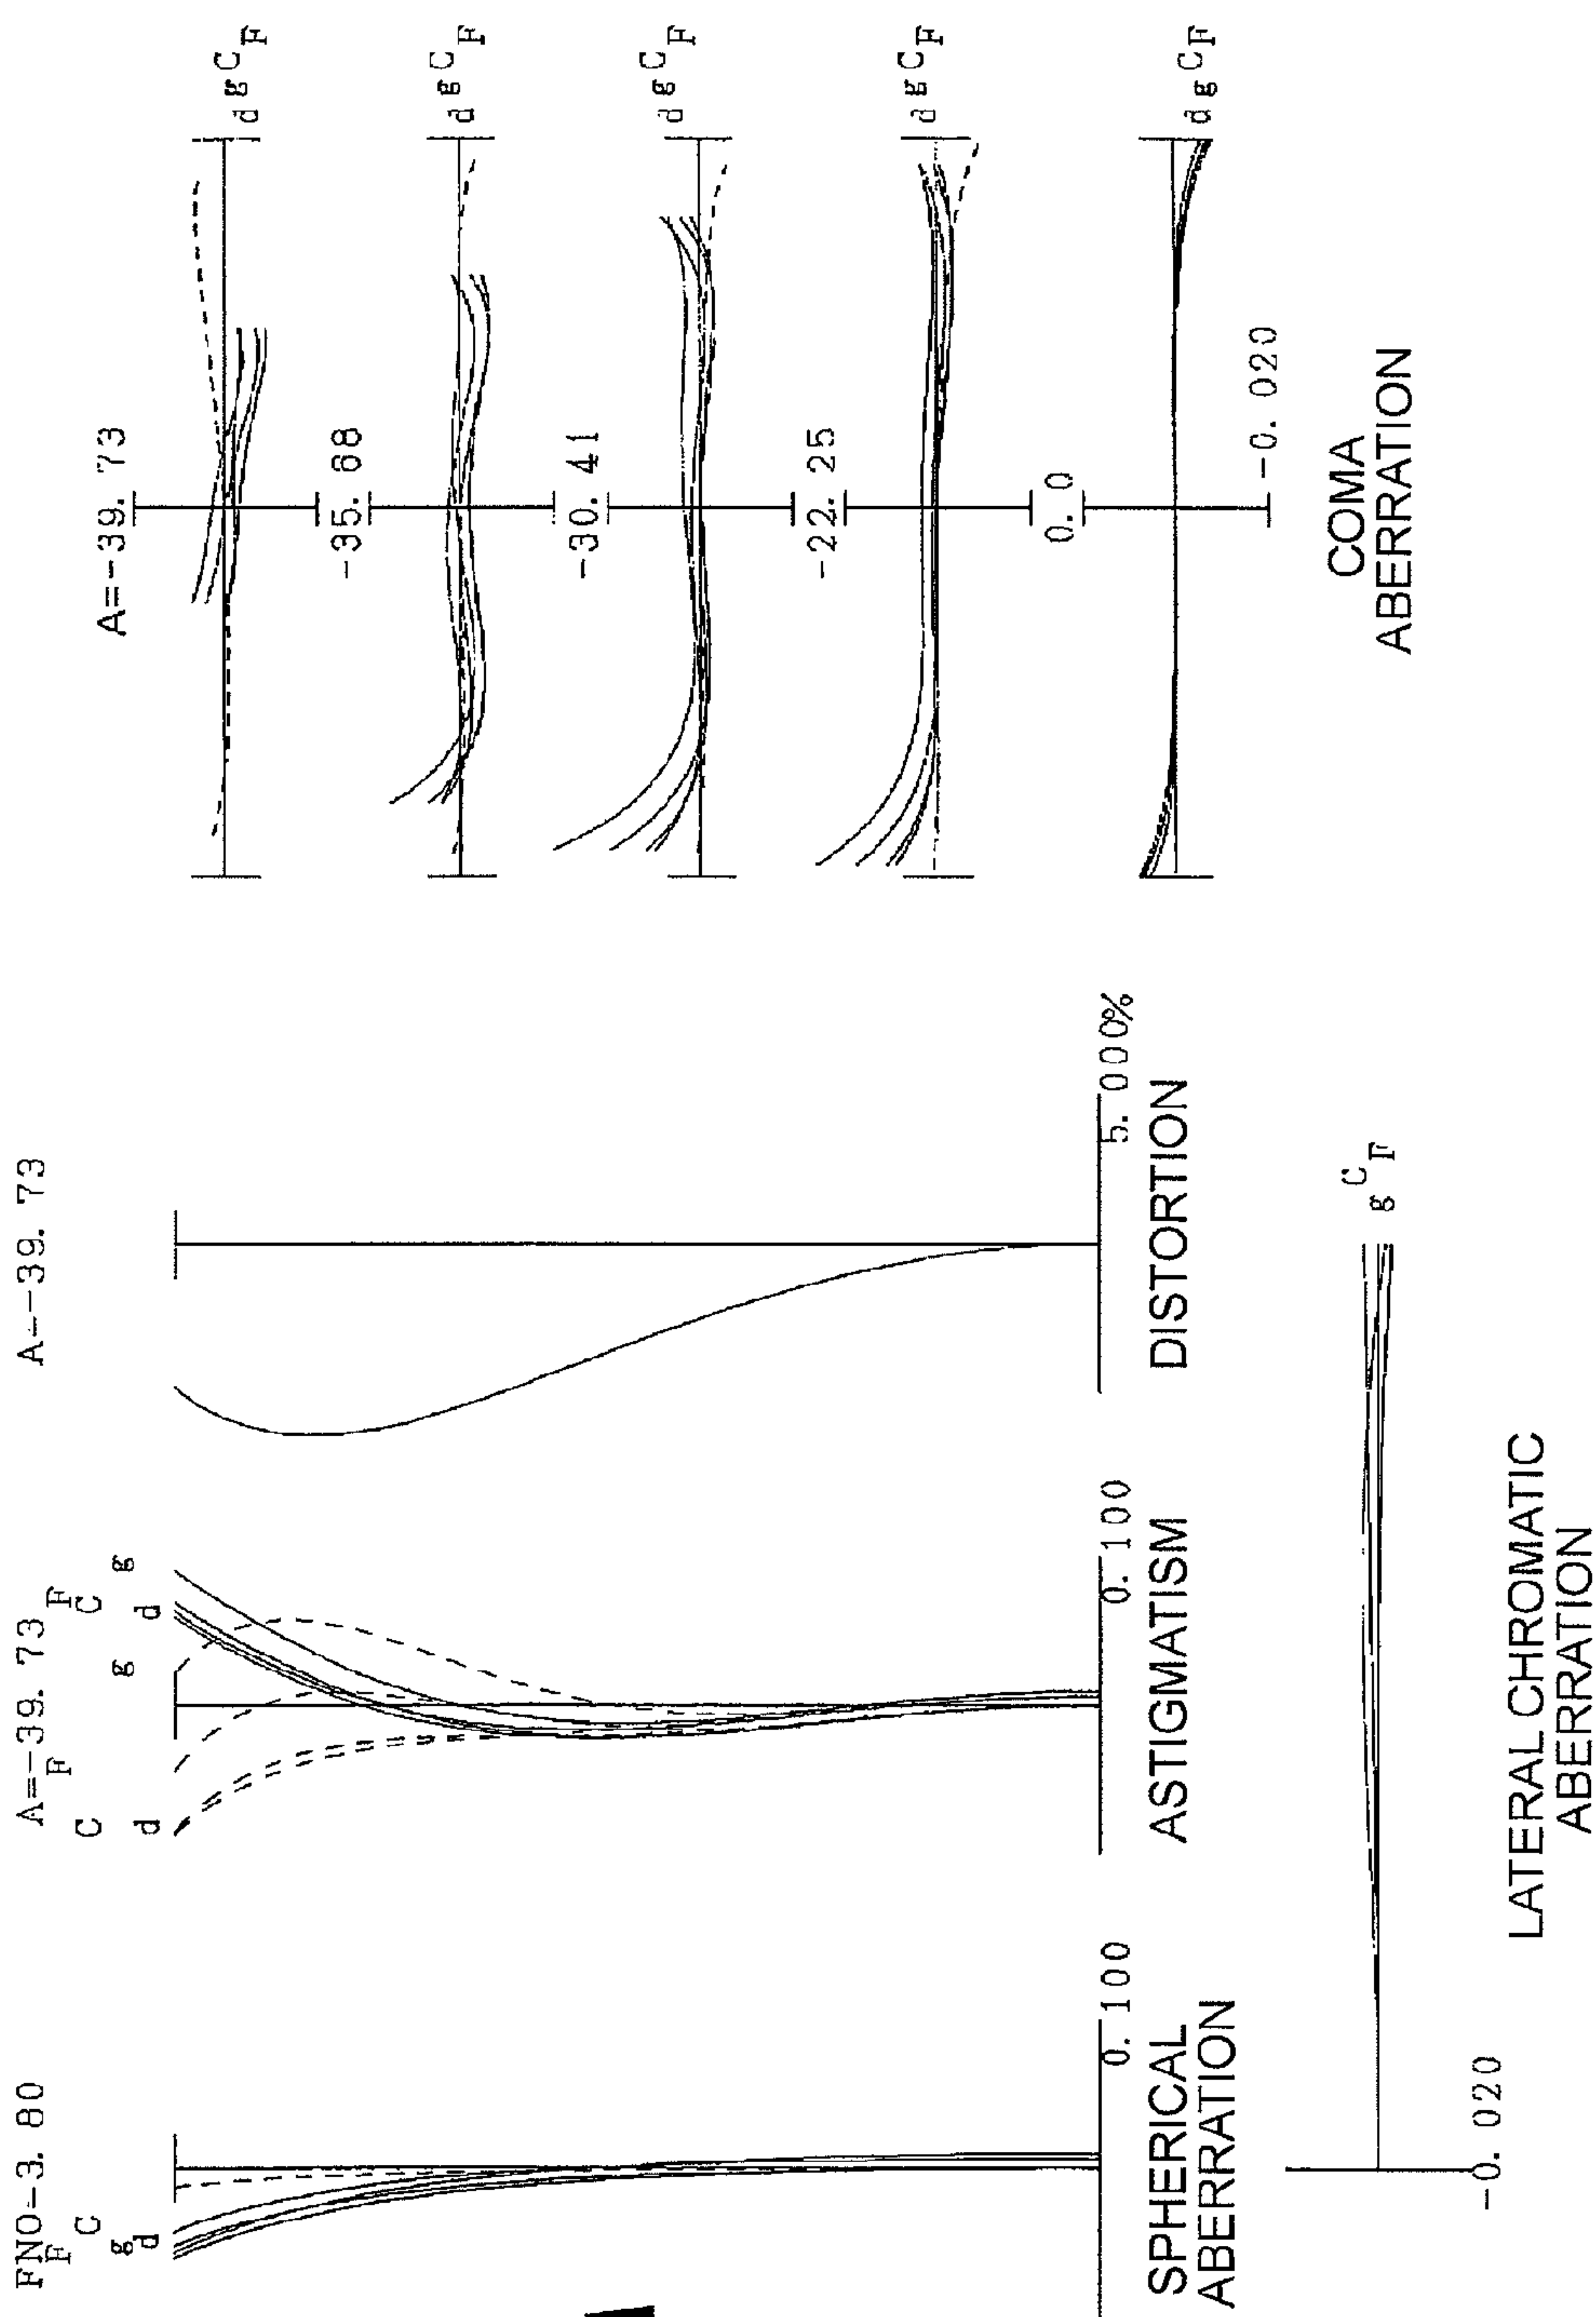 FNO=3. 80
F
C
g
d
0. 100
SPHERICAL
ABERRATION
A=-39. 73
F
C
d
g
F
C
d
g
0. 100
ASTIGMATISM
A=-39. 73
5. 000%
DISTORTION
g C
F
-0. 020
LATERAL CHROMATIC
ABERRATION
A=-39. 73
d g C F
-35. 68
d g C F
-30. 41
d g C F
-22. 25
d g C F
0. 0
d g C F
-0. 020
COMA
ABERRATION